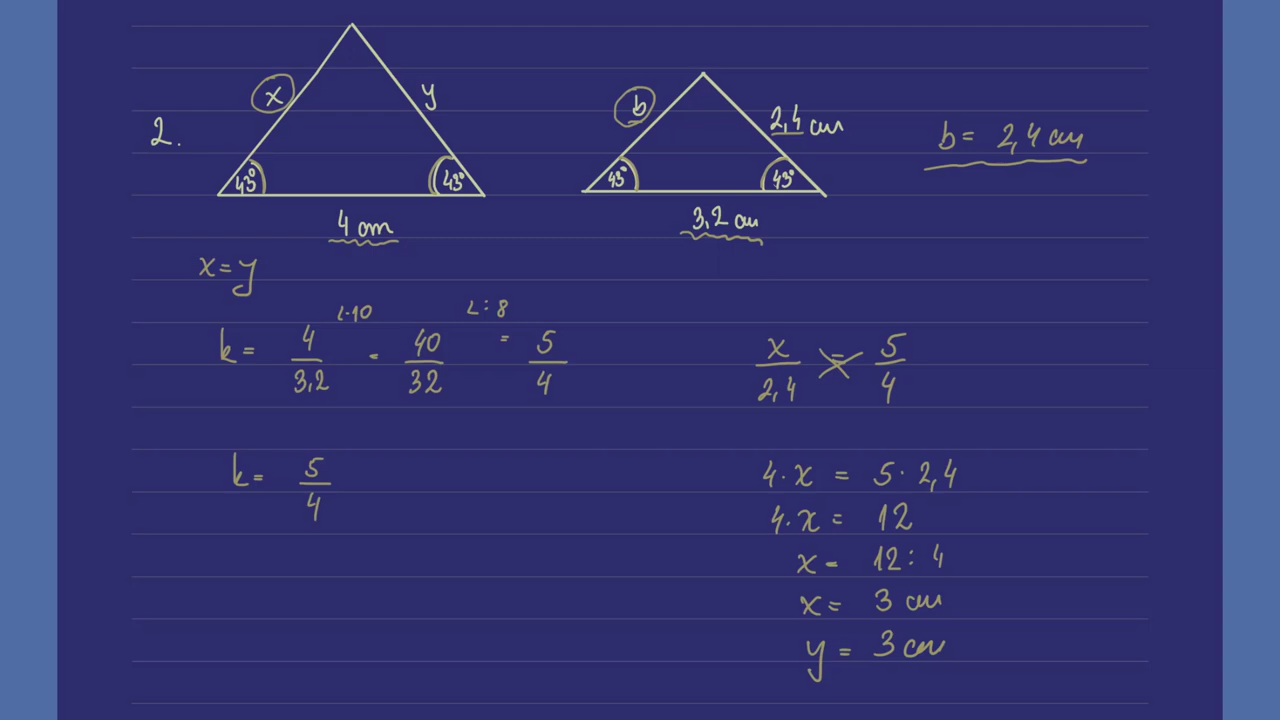 2.
x
y
43°
43°
4 cm
b
2,4 cm
43°
43°
3,2 cm
b = 2,4 cm
x = y
k = 4/3,2 = 40/32 = 5/4
∠·10
∠:8
x/2,4 = 5/4
k = 5/4
4·x = 5·2,4
4·x = 12
x = 12:4
x = 3 cm
y = 3 cm